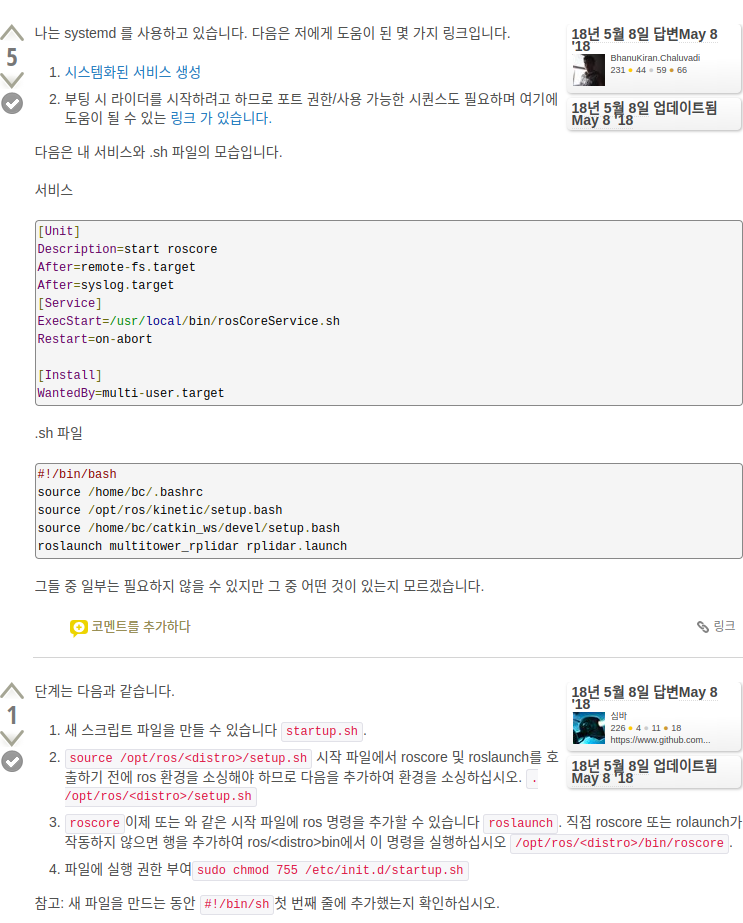 5
나는 systemd 를 사용하고 있습니다. 다음은 저에게 도움이 된 몇 가지 링크입니다.
1. 시스템화된 서비스 생성
2. 부팅 시 라이더를 시작하려고 하므로 포트 권한/사용 가능한 시퀀스도 필요하며 여기에
도움이 될 수 있는 링크 가 있습니다.
18년 5월 8일 답변May 8
'18
BhanuKiran.Chaluvadi
231 ● 44 ● 59 ● 66
18년 5월 8일 업데이트됨
May 8 '18
다음은 내 서비스와 .sh 파일의 모습입니다.
서비스
[Unit]
Description=start roscore
After=remote-fs.target
After=syslog.target
[Service]
ExecStart=/usr/local/bin/rosCoreService.sh
Restart=on-abort
[Install]
WantedBy=multi-user.target
.sh 파일
#!/bin/bash
source /home/bc/.bashrc
source /opt/ros/kinetic/setup.bash
source /home/bc/catkin_ws/devel/setup.bash
roslaunch multitower_rplidar rplidar.launch
그들 중 일부는 필요하지 않을 수 있지만 그 중 어떤 것이 있는지 모르겠습니다.
코멘트를 추가하다
링크
1
단계는 다음과 같습니다.
1. 새 스크립트 파일을 만들 수 있습니다 startup.sh.
2. source /opt/ros/<distro>/setup.sh 시작 파일에서 roscore 및 roslaunch를 호
출하기 전에 ros 환경을 소싱해야 하므로 다음을 추가하여 환경을 소싱하십시오. .
/opt/ros/<distro>/setup.sh
18년 5월 8일 답변May 8
'18
심바
226 ● 4 ● 11 ● 18
https://www.github.com...
18년 5월 8일 업데이트됨
May 8 '18
3. roscore이제 또는 와 같은 시작 파일에 ros 명령을 추가할 수 있습니다 roslaunch. 직접 roscore 또는 rolaunch가
작동하지 않으면 행을 추가하여 ros/<distro>bin에서 이 명령을 실행하십시오 /opt/ros/<distro>/bin/roscore.
4. 파일에 실행 권한 부여sudo chmod 755 /etc/init.d/startup.sh
참고: 새 파일을 만드는 동안 #!/bin/sh첫 번째 줄에 추가했는지 확인하십시오.